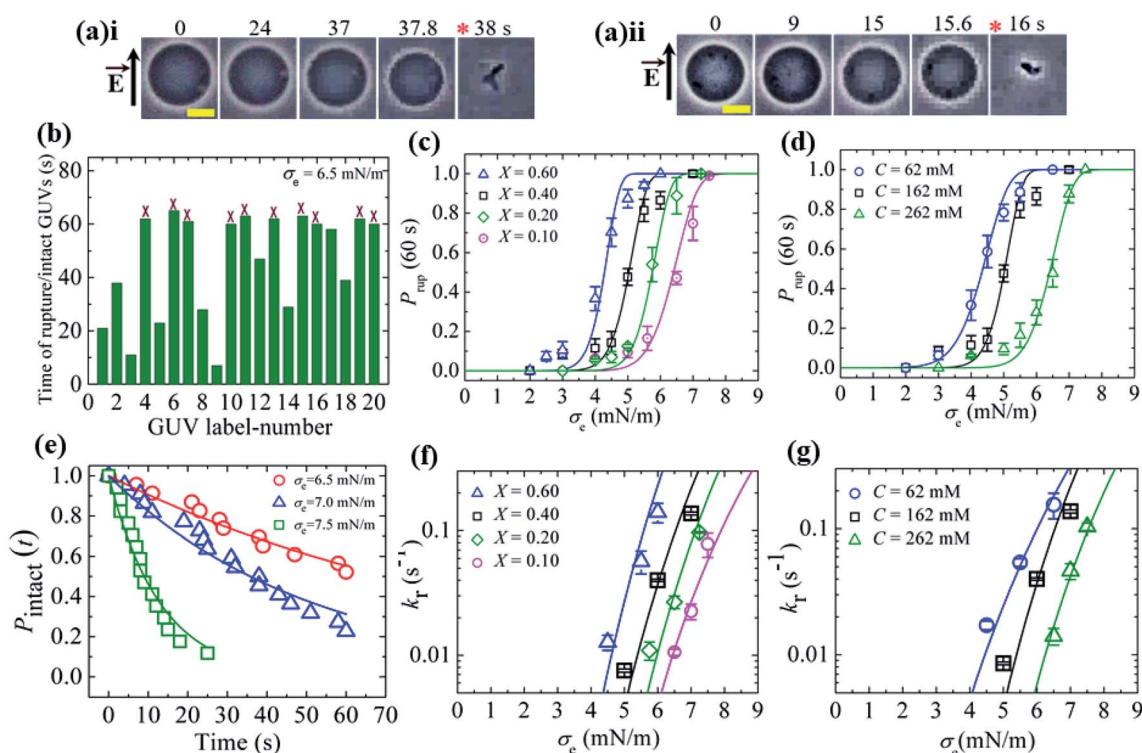 (a)i
0 24 37 37.8 * 38 s
E
(a)ii
0 9 15 15.6 * 16 s
E
(b)
σe = 6.5 mN/m
Time of rupture/intact GUVs (s)
80
60
40
20
0
X X X X X X X X X X
0 2 4 6 8 10 12 14 16 18 20
GUV label-number
(c)
X = 0.60
X = 0.40
X = 0.20
X = 0.10
Prup (60 s)
1.0
0.8
0.6
0.4
0.2
0.0
0 1 2 3 4 5 6 7 8 9
σe (mN/m)
(d)
C = 62 mM
C = 162 mM
C = 262 mM
Prup (60 s)
1.0
0.8
0.6
0.4
0.2
0.0
0 1 2 3 4 5 6 7 8 9
σe (mN/m)
(e)
σe=6.5 mN/m
σe=7.0 mN/m
σe=7.5 mN/m
Pintact (t)
1.0
0.8
0.6
0.4
0.2
0.0
0 10 20 30 40 50 60 70
Time (s)
(f)
X = 0.60
X = 0.40
X = 0.20
X = 0.10
kr (s⁻¹)
0.1
0.01
0 1 2 3 4 5 6 7 8 9
σe (mN/m)
(g)
C = 62 mM
C = 162 mM
C = 262 mM
kr (s⁻¹)
0.1
0.01
0 1 2 3 4 5 6 7 8 9
σe (mN/m)